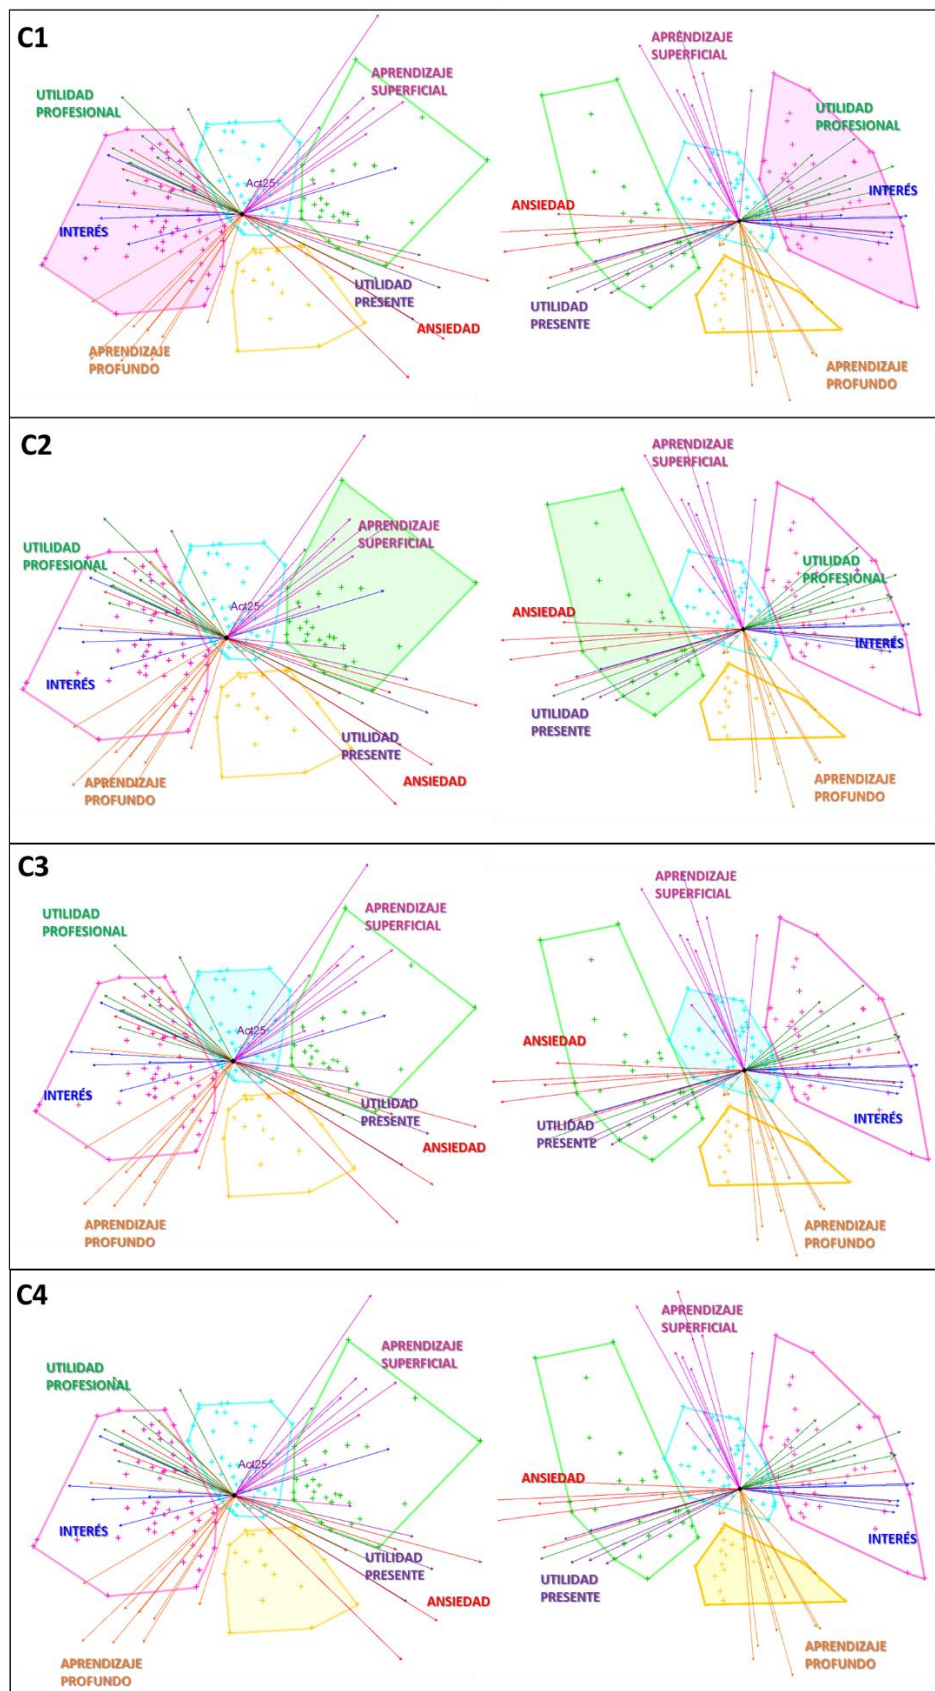 C1
UTILIDAD
PROFESIONAL
APRENDIZAJE
SUPERFICIAL
Act25
INTERÉS
UTILIDAD
PRESENTE
ANSIEDAD
APRENDIZAJE
PROFUNDO
APRENDIZAJE
SUPERFICIAL
UTILIDAD
PROFESIONAL
INTERÉS
ANSIEDAD
UTILIDAD
PRESENTE
APRENDIZAJE
PROFUNDO
C2
UTILIDAD
PROFESIONAL
APRENDIZAJE
SUPERFICIAL
Act25
INTERÉS
UTILIDAD
PRESENTE
ANSIEDAD
APRENDIZAJE
PROFUNDO
APRENDIZAJE
SUPERFICIAL
UTILIDAD
PROFESIONAL
ANSIEDAD
INTERÉS
UTILIDAD
PRESENTE
APRENDIZAJE
PROFUNDO
C3
UTILIDAD
PROFESIONAL
APRENDIZAJE
SUPERFICIAL
Act25
INTERÉS
UTILIDAD
PRESENTE
ANSIEDAD
APRENDIZAJE
PROFUNDO
APRENDIZAJE
SUPERFICIAL
ANSIEDAD
INTERÉS
UTILIDAD
PRESENTE
APRENDIZAJE
PROFUNDO
C4
UTILIDAD
PROFESIONAL
APRENDIZAJE
SUPERFICIAL
Act25
INTERÉS
UTILIDAD
PRESENTE
ANSIEDAD
APRENDIZAJE
PROFUNDO
APRENDIZAJE
SUPERFICIAL
ANSIEDAD
INTERÉS
UTILIDAD
PRESENTE
APRENDIZAJE
PROFUNDO